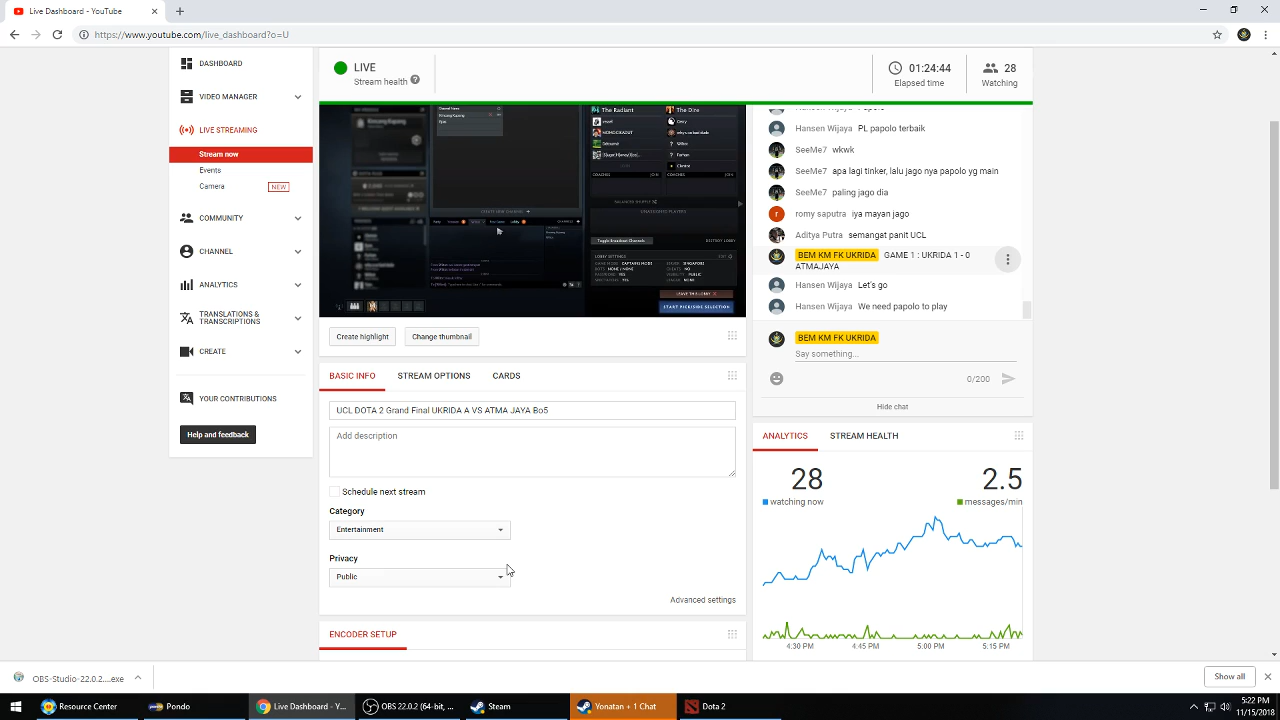 Live Dashboard - YouTube
https://www.youtube.com/live_dashboard?o=U
DASHBOARD
VIDEO MANAGER
LIVE STREAMING
Stream now
Events
Camera
NEW
COMMUNITY
CHANNEL
ANALYTICS
TRANSLATIONS &
TRANSCRIPTIONS
CREATE
YOUR CONTRIBUTIONS
Help and feedback
LIVE
Stream health
01:24:44
Elapsed time
28
Watching
The Radiant
The Dire
START PICK/SIDE SELECTION
Create highlight
Change thumbnail
BASIC INFO
STREAM OPTIONS
CARDS
UCL DOTA 2 Grand Final UKRIDA A VS ATMA JAYA Bo5
Add description
Schedule next stream
Category
Entertainment
Privacy
Public
Advanced settings
ENCODER SETUP
Hansen Wijaya PL papolo terbaik
SeeMe7 wkwk
SeeMe7 apa lagi tinker, lalu jago nya papolo yg main
SeeMe7 paling jago dia
romy saputra iya mayan jago
Aditya Putra semangat panit UCL
BEM KM FK UKRIDA GAME 1 : UKRIDA 1 - 0
ATMAJAYA
Hansen Wijaya Let's go
Hansen Wijaya We need papolo to play
BEM KM FK UKRIDA
Say something...
0/200
Hide chat
ANALYTICS
STREAM HEALTH
28
watching now
2.5
messages/min
4:30 PM
4:45 PM
5:00 PM
5:15 PM
OBS-Studio-22.0.2....exe
Show all
Resource Center
Pondo
Live Dashboard - Y...
OBS 22.0.2 (64-bit, ...
Steam
Yonatan + 1 Chat
Dota 2
5:22 PM
11/15/2018